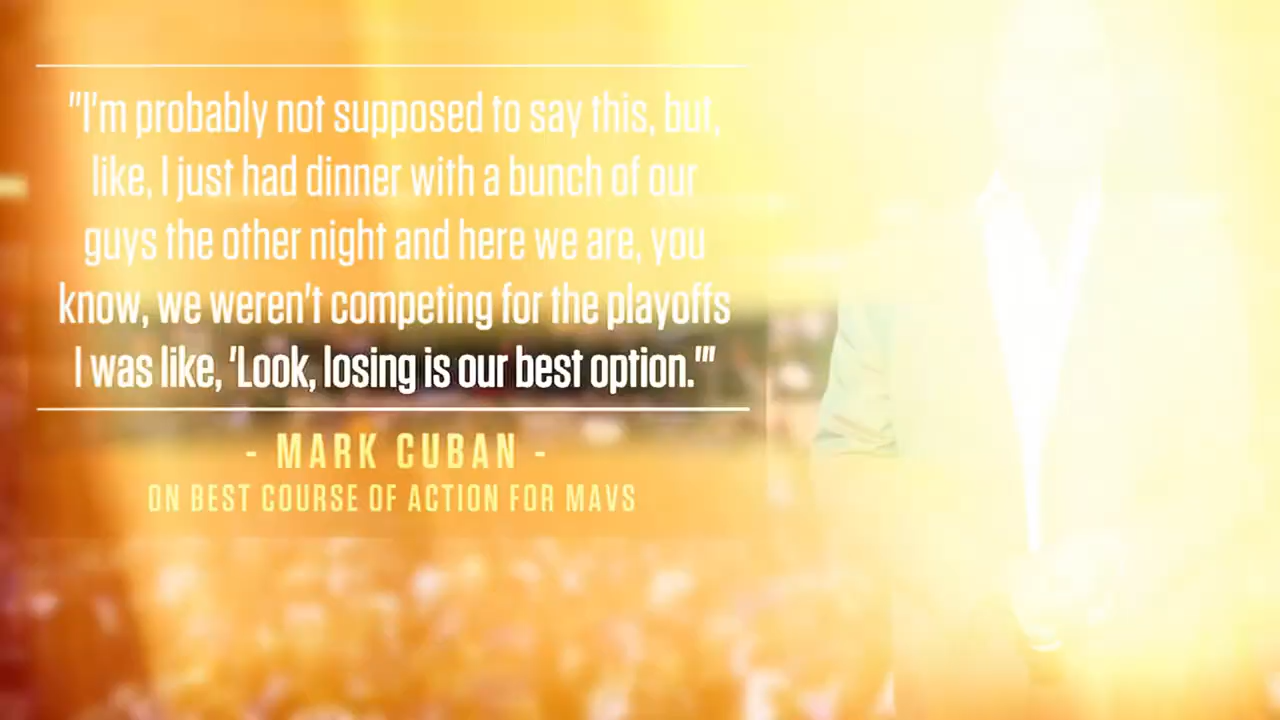 "I'm probably not supposed to say this, but,
like, I just had dinner with a bunch of our
guys the other night and here we are, you
know, we weren't competing for the playoffs
I was like, 'Look, losing is our best option.'"
- MARK CUBAN -
ON BEST COURSE OF ACTION FOR MAVS